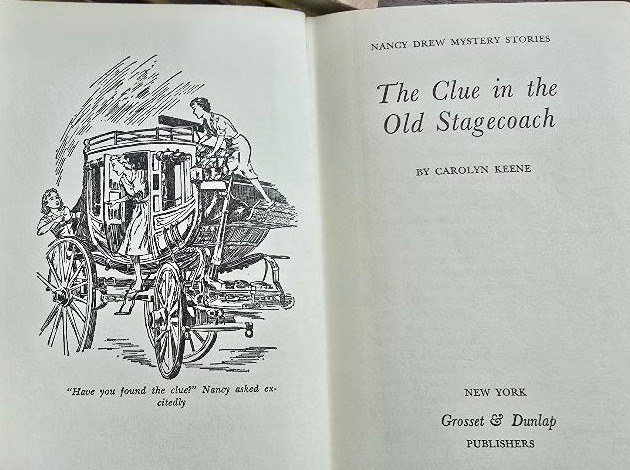 "Have you found the clue?" Nancy asked ex-
citedly
NANCY DREW MYSTERY STORIES
The Clue in the
Old Stagecoach
BY CAROLYN KEENE
NEW YORK
Grosset & Dunlap
PUBLISHERS